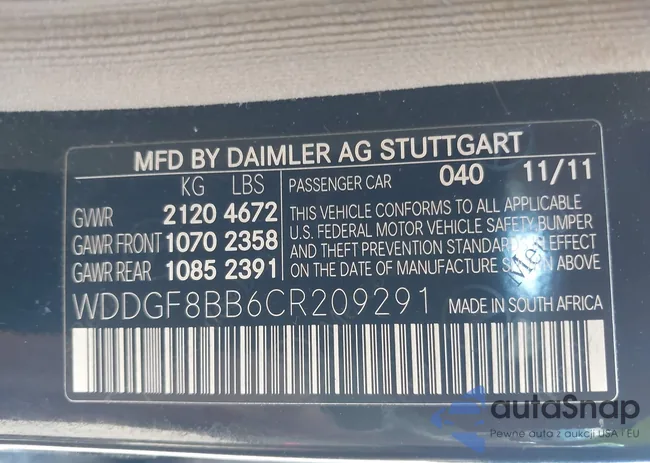 MFD BY DAIMLER AG STUTTGART
KG LBS
GVWR 2120 4672
GAWR FRONT 1070 2358
GAWR REAR 1085 2391
PASSENGER CAR 040 11/11
THIS VEHICLE CONFORMS TO ALL APPLICABLE
U.S. FEDERAL MOTOR VEHICLE SAFETY BUMPER
AND THEFT PREVENTION STANDARDS IN EFFECT
ON THE DATE OF MANUFACTURE SHOWN ABOVE
WDDGF8BB6CR209291 MADE IN SOUTH AFRICA
autaSnap
Pewne auta z aukcji USA i EU